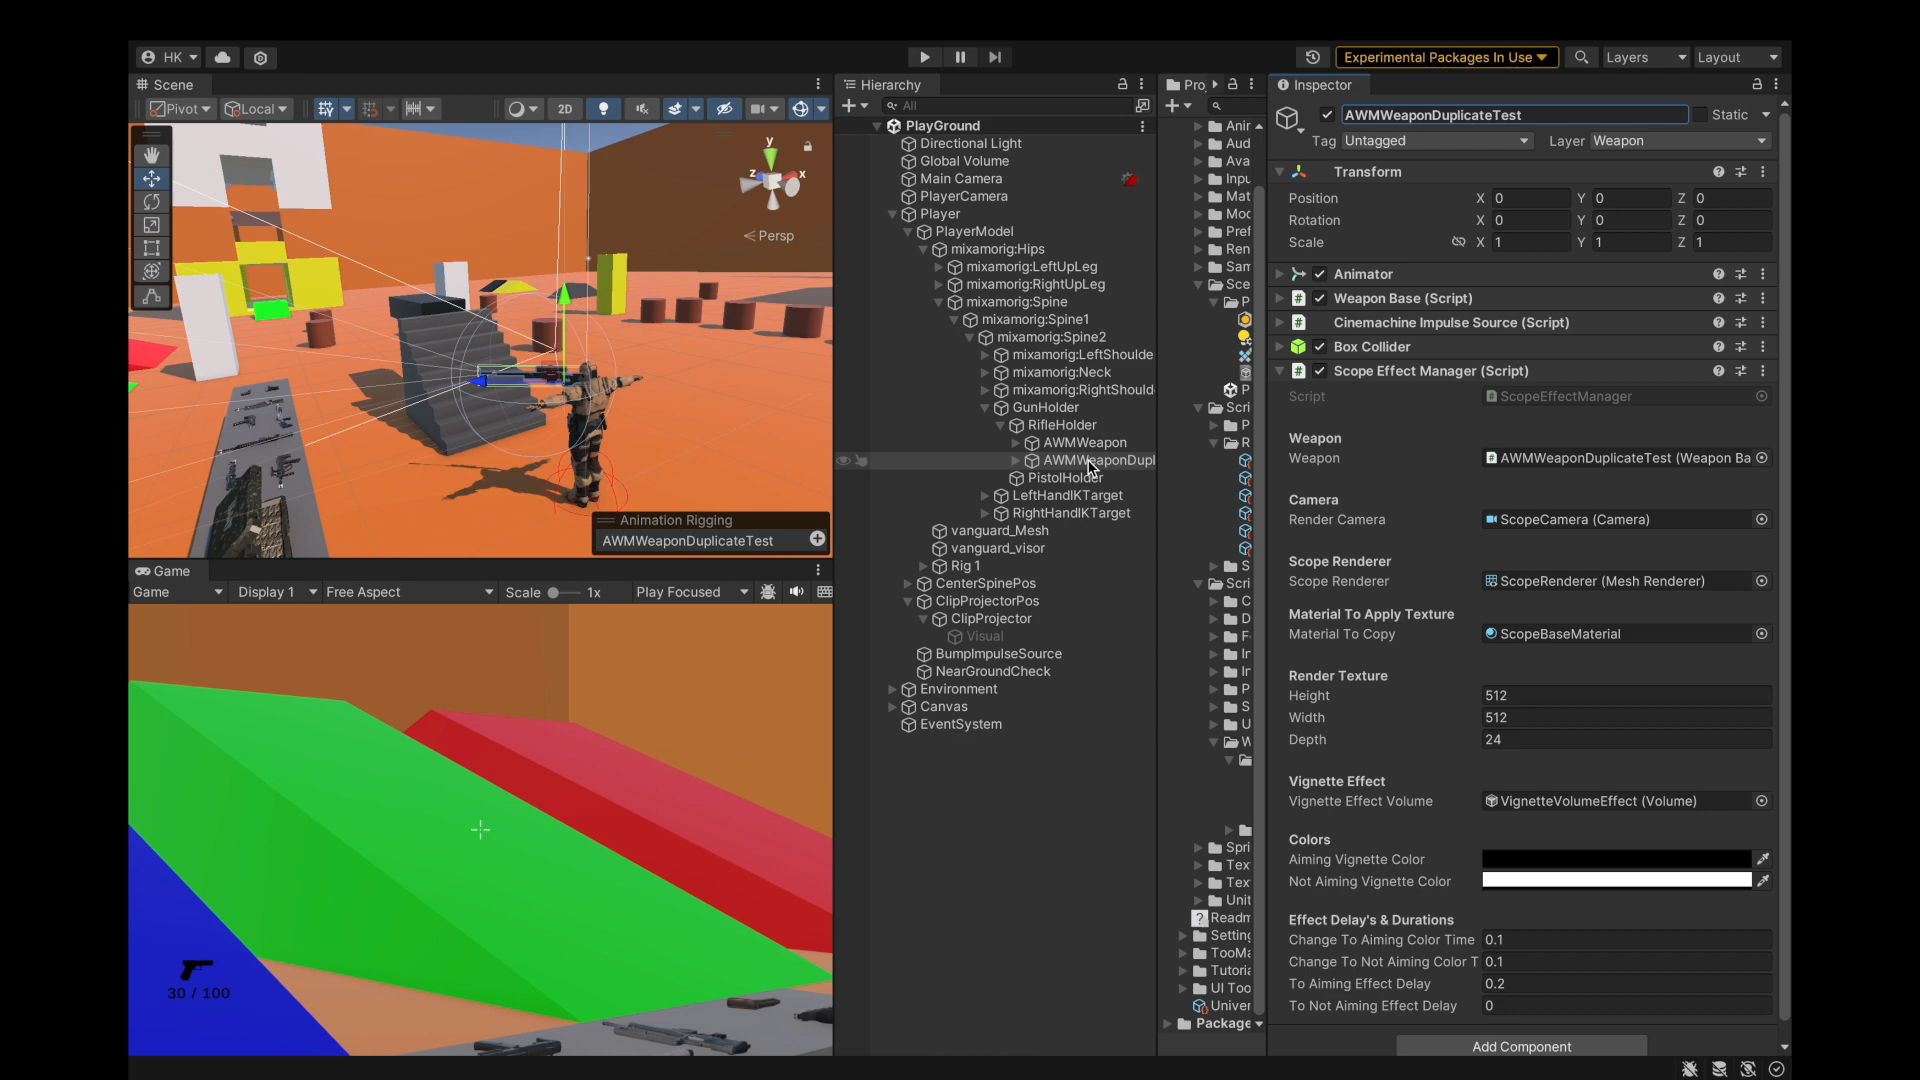 HK
Experimental Packages In Use
Layers
Layout
Scene
Pivot
Local
2D
y
z
x
Persp
Animation Rigging
AWMWeaponDuplicateTest
Game
Game
Display 1
Free Aspect
Scale
1x
Play Focused
30 / 100
Hierarchy
All
PlayGround
Directional Light
Global Volume
Main Camera
PlayerCamera
Player
PlayerModel
mixamorig:Hips
mixamorig:LeftUpLeg
mixamorig:RightUpLeg
mixamorig:Spine
mixamorig:Spine1
mixamorig:Spine2
mixamorig:LeftShoulde
mixamorig:Neck
mixamorig:RightShould
GunHolder
RifleHolder
AWMWeapon
AWMWeaponDupl
PistolHolder
LeftHandIKTarget
RightHandIKTarget
vanguard_Mesh
vanguard_visor
Rig 1
CenterSpinePos
ClipProjectorPos
ClipProjector
Visual
BumpImpulseSource
NearGroundCheck
Environment
Canvas
EventSystem
Proj
Anir
Aud
Ava
Inpu
Mat
Mod
Pref
Ren
Sam
Sce
P
P
Scri
P
R
S
Scri
C
D
F
Ir
Ir
P
S
U
W
Spri
Text
Text
Unit
Readm
Setting
TooMa
Tutoria
UI Too
Univer
Package
Inspector
AWMWeaponDuplicateTest
Static
Tag Untagged
Layer Weapon
Transform
Position X 0 Y 0 Z 0
Rotation X 0 Y 0 Z 0
Scale X 1 Y 1 Z 1
Animator
Weapon Base (Script)
Cinemachine Impulse Source (Script)
Box Collider
Scope Effect Manager (Script)
Script ScopeEffectManager
Weapon
Weapon AWMWeaponDuplicateTest (Weapon Ba
Camera
Render Camera ScopeCamera (Camera)
Scope Renderer
Scope Renderer ScopeRenderer (Mesh Renderer)
Material To Apply Texture
Material To Copy ScopeBaseMaterial
Render Texture
Height 512
Width 512
Depth 24
Vignette Effect
Vignette Effect Volume VignetteVolumeEffect (Volume)
Colors
Aiming Vignette Color
Not Aiming Vignette Color
Effect Delay's & Durations
Change To Aiming Color Time 0.1
Change To Not Aiming Color T 0.1
To Aiming Effect Delay 0.2
To Not Aiming Effect Delay 0
Add Component